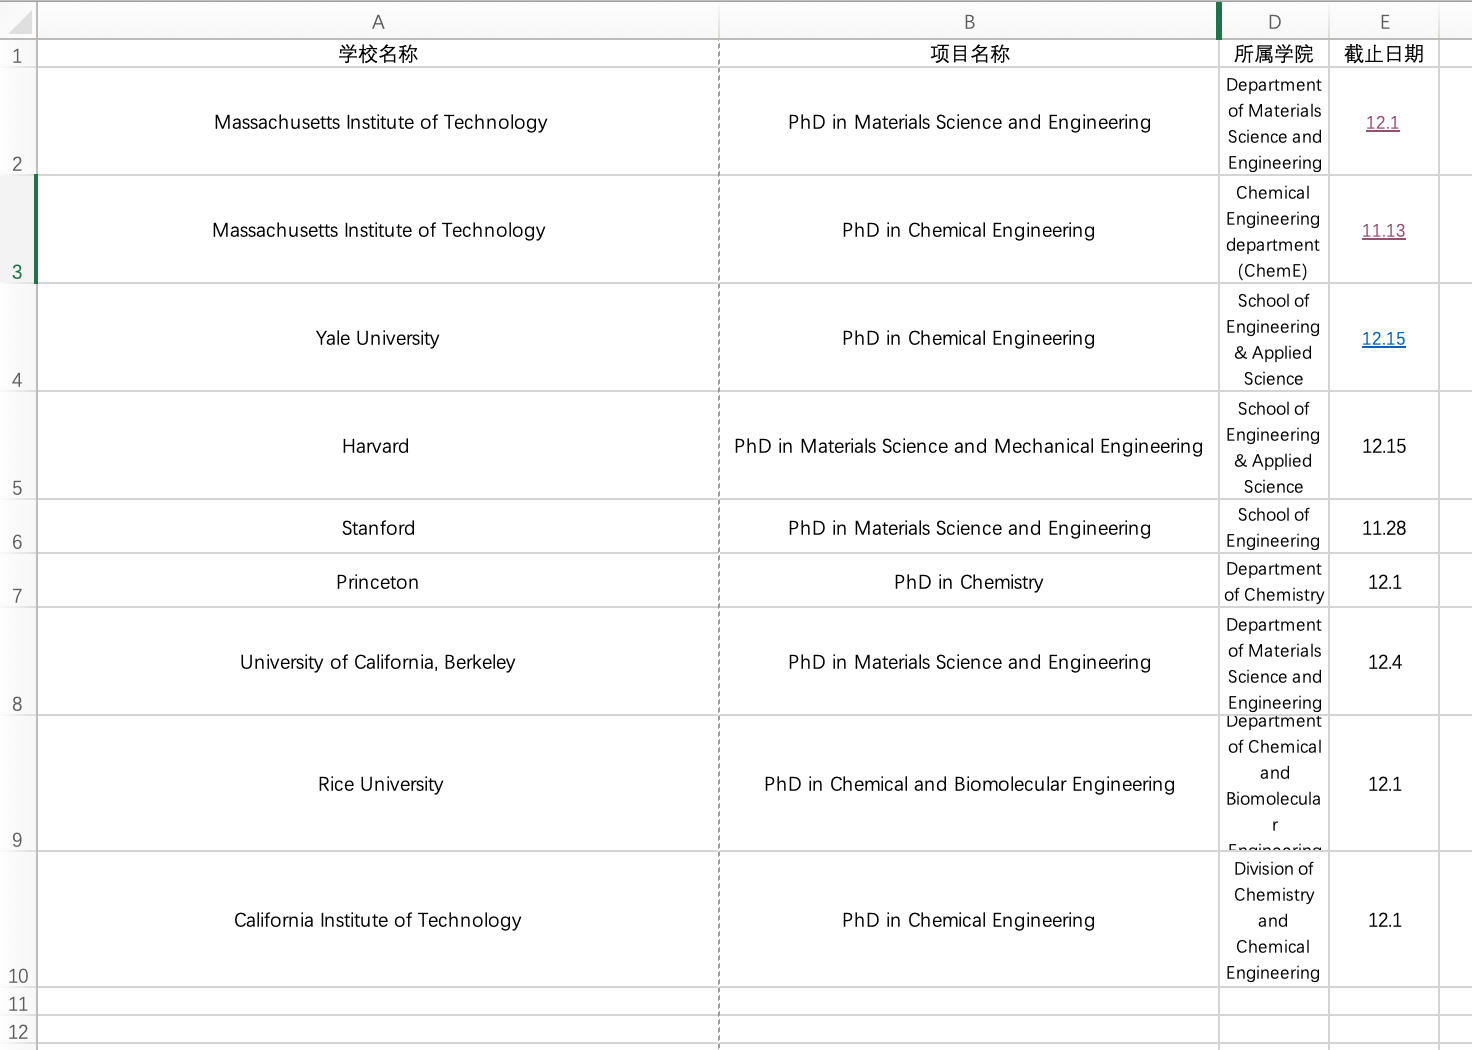 A B D E
1 学校名称 项目名称 所属学院 截止日期
2 Massachusetts Institute of Technology PhD in Materials Science and Engineering Department of Materials Science and Engineering 12.1
3 Massachusetts Institute of Technology PhD in Chemical Engineering Chemical Engineering department (ChemE) 11.13
4 Yale University PhD in Chemical Engineering School of Engineering & Applied Science 12.15
5 Harvard PhD in Materials Science and Mechanical Engineering School of Engineering & Applied Science 12.15
6 Stanford PhD in Materials Science and Engineering School of Engineering 11.28
7 Princeton PhD in Chemistry Department of Chemistry 12.1
8 University of California, Berkeley PhD in Materials Science and Engineering Department of Materials Science and Engineering 12.4
9 Rice University PhD in Chemical and Biomolecular Engineering Department of Chemical and Biomolecular Engineering 12.1
10 California Institute of Technology PhD in Chemical Engineering Division of Chemistry and Chemical Engineering 12.1
11
12